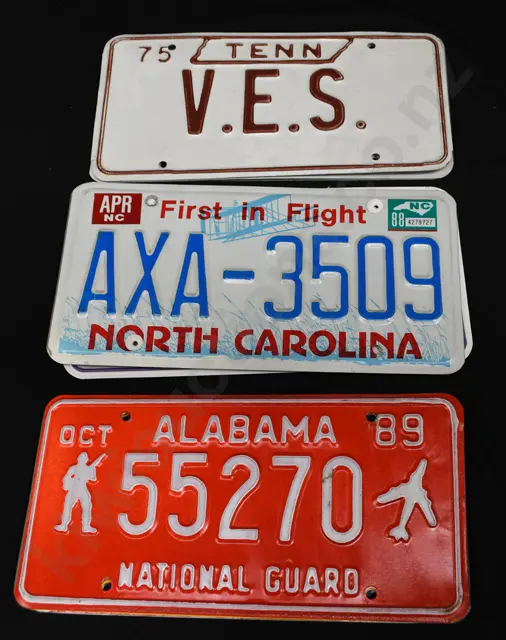 75 TENN
V.E.S.
APR NC First in Flight NC 88 4278727
AXA-3509
NORTH CAROLINA
OCT ALABAMA 89
55270
NATIONAL GUARD